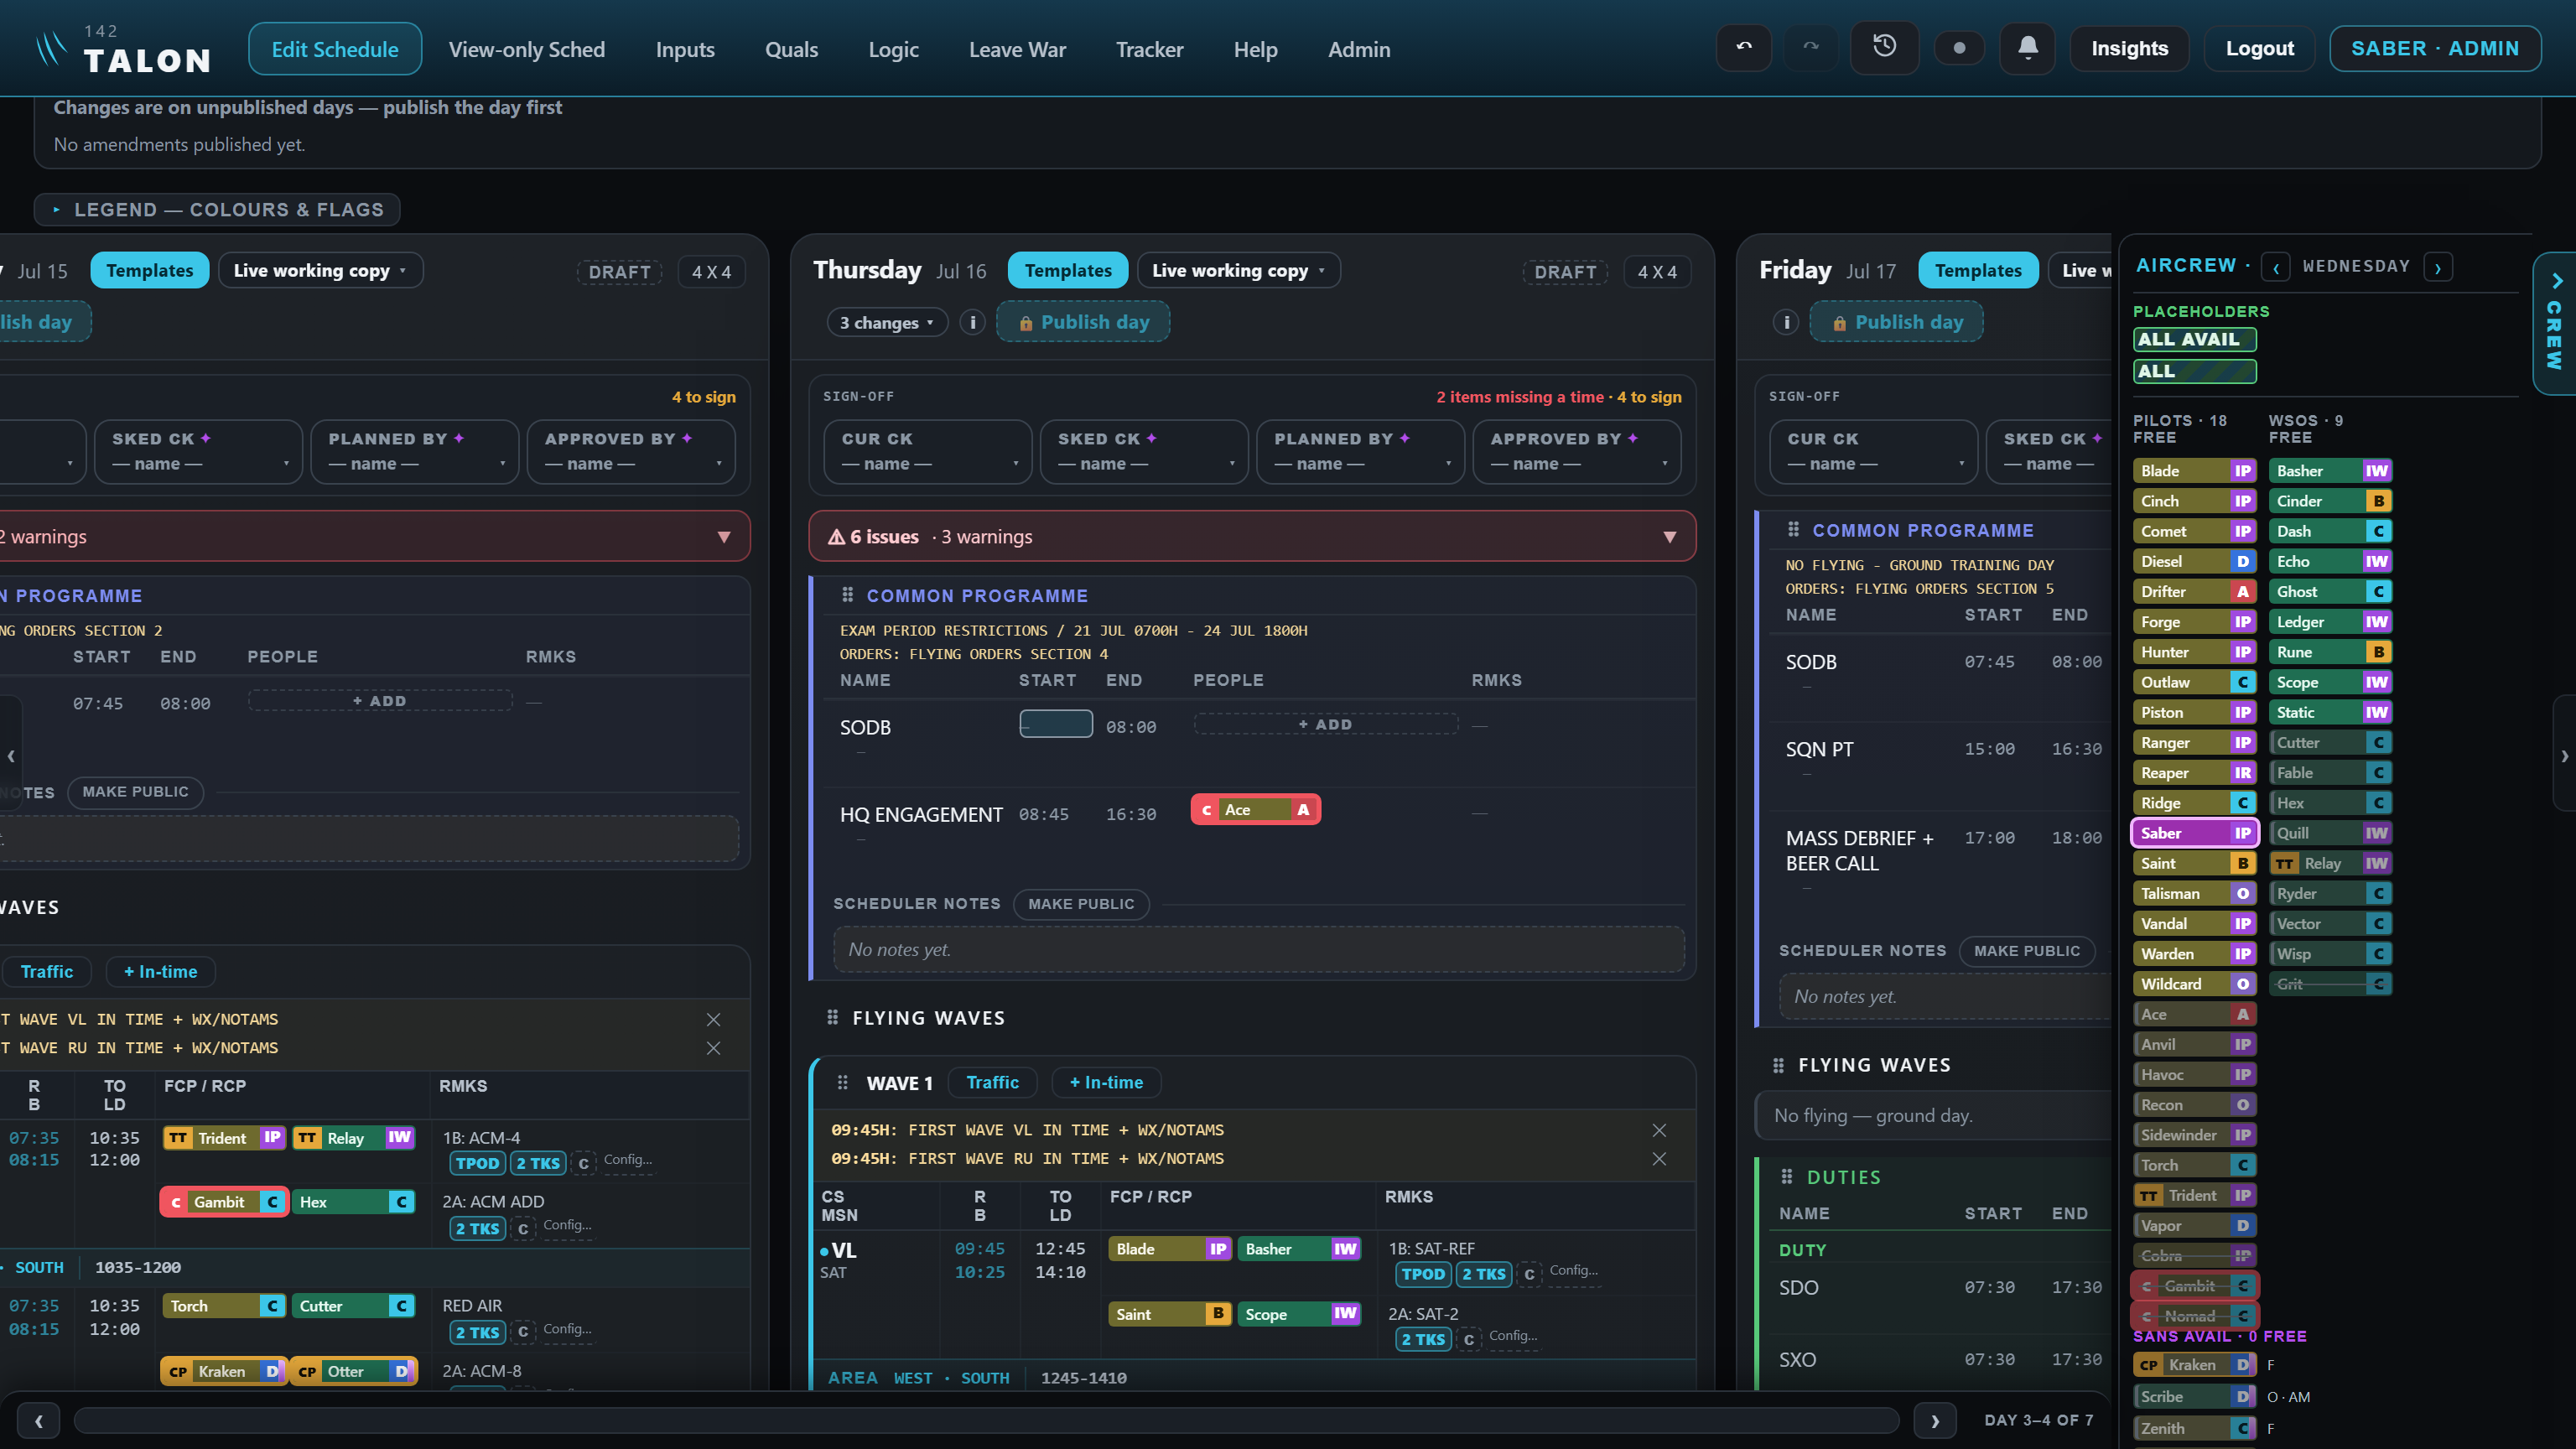 142
TALON
Edit Schedule
View-only Sched
Inputs
Quals
Logic
Leave War
Tracker
Help
Admin
Insights
Logout
SABER · ADMIN
Changes are on unpublished days — publish the day first
No amendments published yet.
LEGEND — COLOURS & FLAGS
Jul 15
Templates
Live working copy
DRAFT
4 X 4
lish day
4 to sign
SKED CK ✦
— name —
PLANNED BY ✦
— name —
APPROVED BY ✦
— name —
2 warnings
N PROGRAMME
NG ORDERS SECTION 2
START END PEOPLE RMKS
07:45 08:00 + ADD —
OTES MAKE PUBLIC
WAVES
Traffic + In-time
T WAVE VL IN TIME + WX/NOTAMS
T WAVE RU IN TIME + WX/NOTAMS
R TO FCP / RCP RMKS
B LD
07:35 10:35 TT Trident IP TT Relay IW 1B: ACM-4
08:15 12:00 TPOD 2 TKS C Config...
C Gambit C Hex C 2A: ACM ADD
2 TKS C Config...
· SOUTH 1035-1200
07:35 10:35 Torch C Cutter C RED AIR
08:15 12:00 2 TKS C Config...
CP Kraken D CP Otter D 2A: ACM-8
Thursday Jul 16 Templates Live working copy DRAFT 4 X 4
3 changes i Publish day
SIGN-OFF 2 items missing a time · 4 to sign
CUR CK
— name —
SKED CK ✦
— name —
PLANNED BY ✦
— name —
APPROVED BY ✦
— name —
6 issues · 3 warnings
COMMON PROGRAMME
EXAM PERIOD RESTRICTIONS / 21 JUL 0700H - 24 JUL 1800H
ORDERS: FLYING ORDERS SECTION 4
NAME START END PEOPLE RMKS
SODB — 08:00 + ADD —
—
HQ ENGAGEMENT 08:45 16:30 C Ace A —
—
SCHEDULER NOTES MAKE PUBLIC
No notes yet.
FLYING WAVES
WAVE 1 Traffic + In-time
09:45H: FIRST WAVE VL IN TIME + WX/NOTAMS
09:45H: FIRST WAVE RU IN TIME + WX/NOTAMS
CS R TO FCP / RCP RMKS
MSN B LD
VL 09:45 12:45 Blade IP Basher IW 1B: SAT-REF
SAT 10:25 14:10 TPOD 2 TKS C Config...
Saint B Scope IW 2A: SAT-2
2 TKS C Config...
AREA WEST · SOUTH 1245-1410
Friday Jul 17 Templates Live w
i Publish day
SIGN-OFF
CUR CK
— name —
SKED CK ✦
— name —
COMMON PROGRAMME
NO FLYING - GROUND TRAINING DAY
ORDERS: FLYING ORDERS SECTION 5
NAME START END
SODB 07:45 08:00
—
SQN PT 15:00 16:30
—
MASS DEBRIEF + 17:00 18:00
BEER CALL
—
SCHEDULER NOTES MAKE PUBLIC
No notes yet.
FLYING WAVES
No flying — ground day.
DUTIES
NAME START END
DUTY
SDO 07:30 17:30
SXO 07:30 17:30
AIRCREW · WEDNESDAY
CREW
PLACEHOLDERS
ALL AVAIL
ALL
PILOTS · 18 WSOS · 9
FREE FREE
Blade IP Basher IW
Cinch IP Cinder B
Comet IP Dash C
Diesel D Echo IW
Drifter A Ghost C
Forge IP Ledger IW
Hunter IP Rune B
Outlaw C Scope IW
Piston IP Static IW
Ranger IP Cutter C
Reaper IR Fable C
Ridge C Hex C
Saber IP Quill IW
Saint B TT Relay IW
Talisman O Ryder C
Vandal IP Vector C
Warden IP Wisp C
Wildcard O Grit C
Ace A
Anvil IP
Havoc IP
Recon O
Sidewinder IP
Torch C
TT Trident IP
Vapor D
Cobra IP
C Gambit C
C Nomad C
SANS AVAIL · 0 FREE
CP Kraken D F
Scribe D O · AM
Zenith C F
DAY 3–4 OF 7